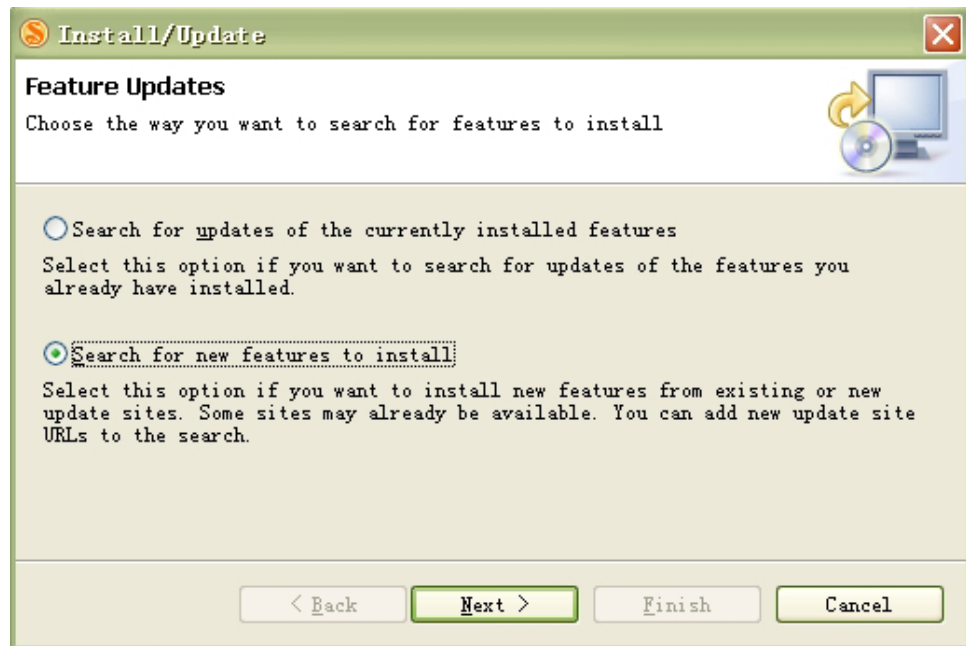 Install/Update
Feature Updates
Choose the way you want to search for features to install
Search for updates of the currently installed features
Select this option if you want to search for updates of the features you
already have installed.
Search for new features to install
Select this option if you want to install new features from existing or new
update sites. Some sites may already be available. You can add new update site
URLs to the search.
< Back Next > Finish Cancel